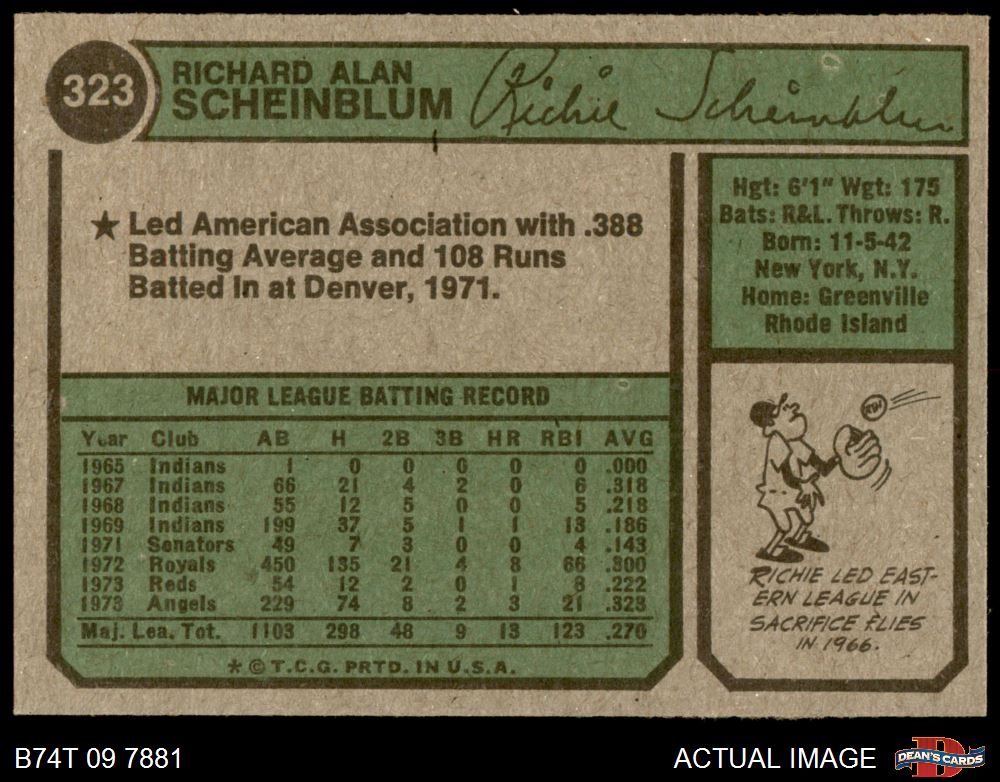 323
RICHARD ALAN
SCHEINBLUM
Richie Scheinblum
★ Led American Association with .388
Batting Average and 108 Runs
Batted In at Denver, 1971.
Hgt: 6'1" Wgt: 175
Bats: R&L. Throws: R.
Born: 11-5-42
New York, N.Y.
Home: Greenville
Rhode Island
MAJOR LEAGUE BATTING RECORD
Year Club AB H 2B 3B HR RBI AVG
1965 Indians 1 0 0 0 0 0 .000
1967 Indians 66 21 4 2 0 6 .318
1968 Indians 55 12 5 0 0 5 .218
1969 Indians 199 37 5 1 1 13 .186
1971 Senators 49 7 3 0 0 4 .143
1972 Royals 450 135 21 4 8 66 .300
1973 Reds 54 12 2 0 1 8 .222
1973 Angels 229 74 8 2 3 21 .323
Maj. Lea. Tot. 1103 298 48 9 13 123 .270
* © T.C.G. PRTD. IN U.S.A.
RBI
RICHIE LED EAST-
ERN LEAGUE IN
SACRIFICE FLIES
IN 1966.
B74T 09 7881
ACTUAL IMAGE
D
DEAN'S CARDS